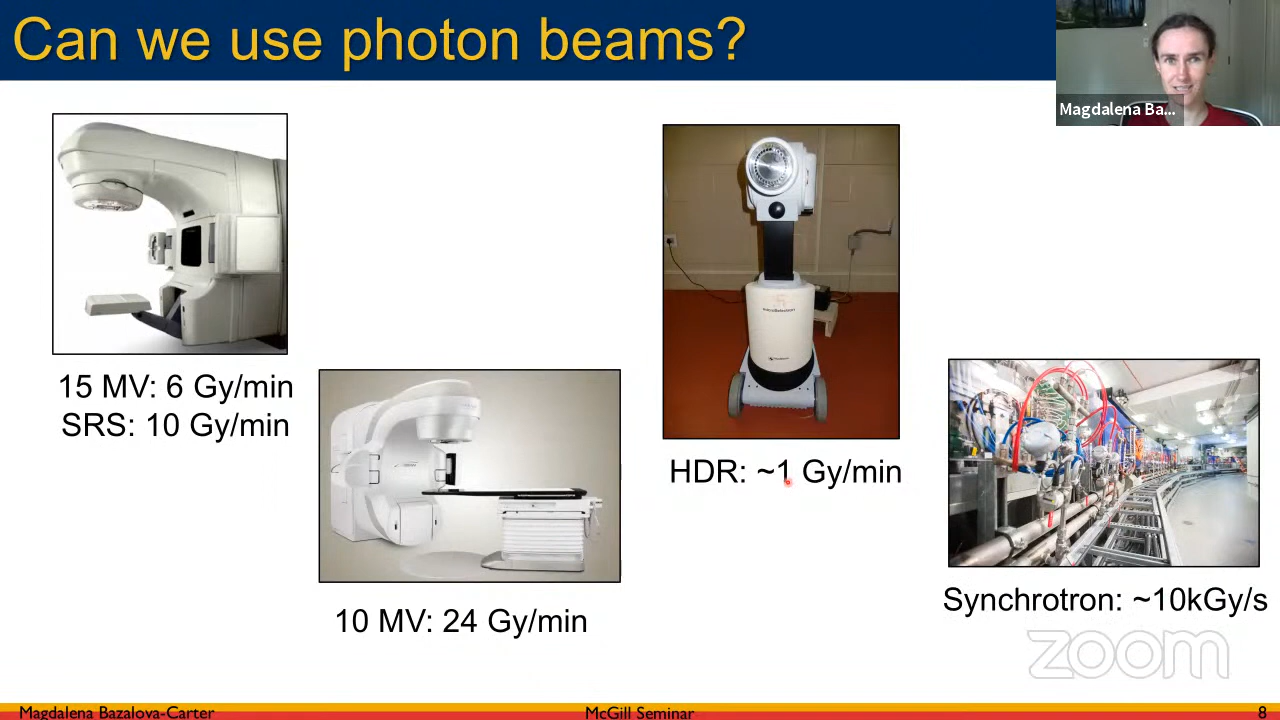 Can we use photon beams?
Magdalena Ba...
15 MV: 6 Gy/min
SRS: 10 Gy/min
10 MV: 24 Gy/min
HDR: ~1 Gy/min
Synchrotron: ~10kGy/s
zoom
Magdalena Bazalova-Carter
McGill Seminar
8